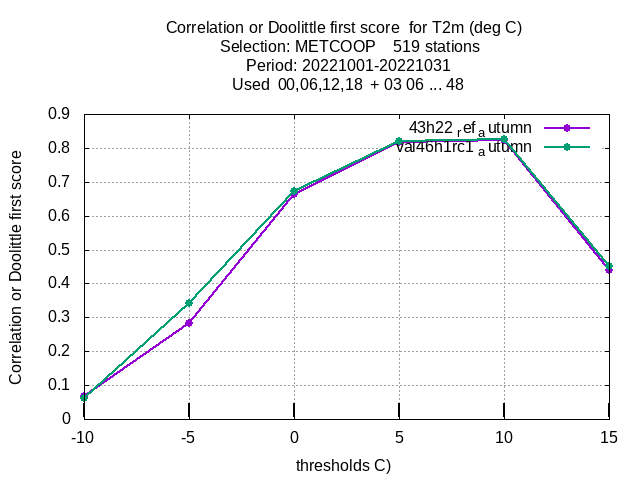 Correlation or Doolittle first score  for T2m (deg C)
Selection: METCOOP    519 stations
Period: 20221001-20221031
Used  00,06,12,18  + 03 06 ... 48
43h22 ref autumn
val46h1rc1 autumn
Correlation or Doolittle first score
0.9
0.8
0.7
0.6
0.5
0.4
0.3
0.2
0.1
0
-10 -5 0 5 10 15
thresholds C)